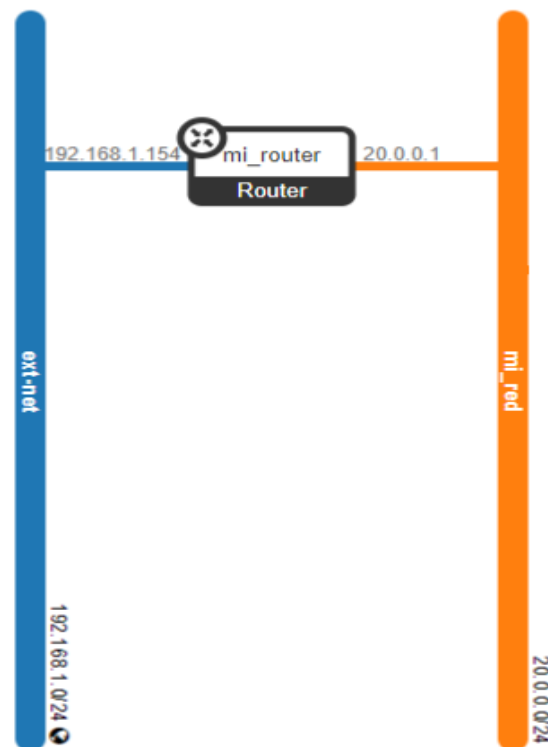 192.168.1.154
mi_router
20.0.0.1
Router
ext-net
mi_red
192.168.1.0/24
20.0.0.0/24